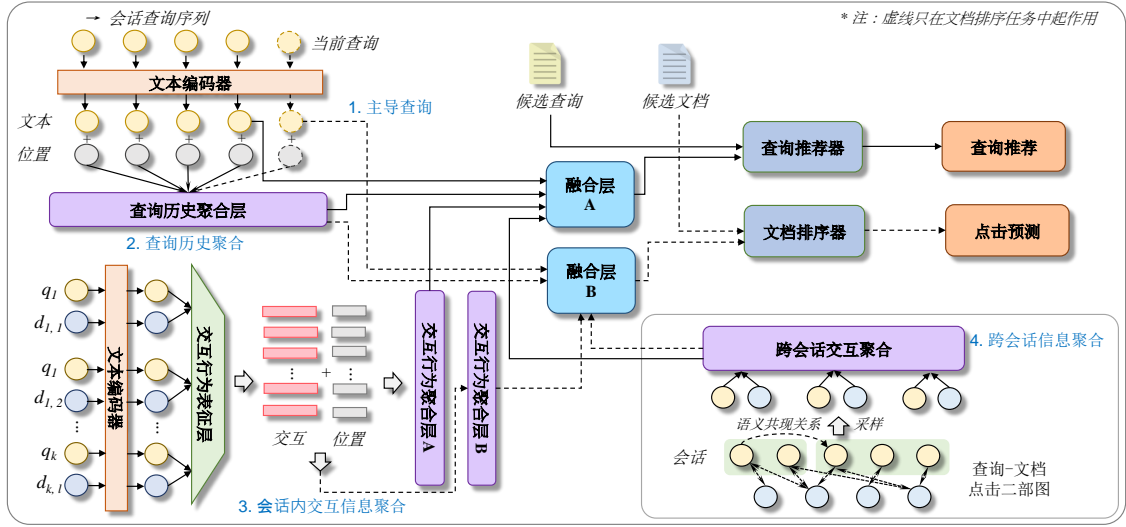 → 会话查询序列
* 注：虚线只在文档排序任务中起作用
当前查询
文本编码器
候选查询
候选文档
1. 主导查询
文本
+ + + + +
位置
查询推荐器
查询推荐
融合层
A
查询历史聚合层
2. 查询历史聚合
文档排序器
点击预测
融合层
B
q1
d1,1
q1
d1,2
...
qk
dk,1
文本编码器
...
交互行为表征层
...
+
...
交互
位置
交互行为聚合层 A
交互行为聚合层 B
3. 会话内交互信息聚合
跨会话交互聚合
4. 跨会话信息聚合
语义共现关系
采样
会话
查询-文档
点击二部图